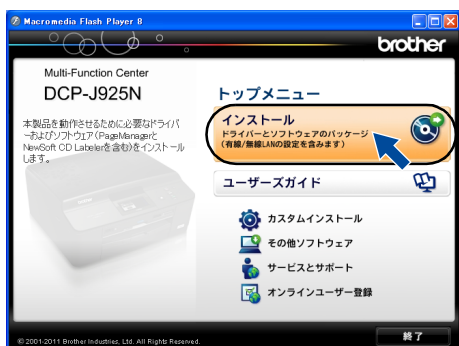 Macromedia Flash Player 8
brother
Multi-Function Center
DCP-J925N
本製品を動作させるために必要なドライバ
ーおよびソフトウェア(PageManagerと
NewSoft CD Labelerを含む)をインストール
します。
トップメニュー
インストール
ドライバーとソフトウェアのパッケージ
(有線/無線LANの設定を含みます)
ユーザーズガイド
カスタムインストール
その他ソフトウェア
サービスとサポート
オンラインユーザー登録
© 2001-2011 Brother Industries, Ltd. All Rights Reserved.
終了